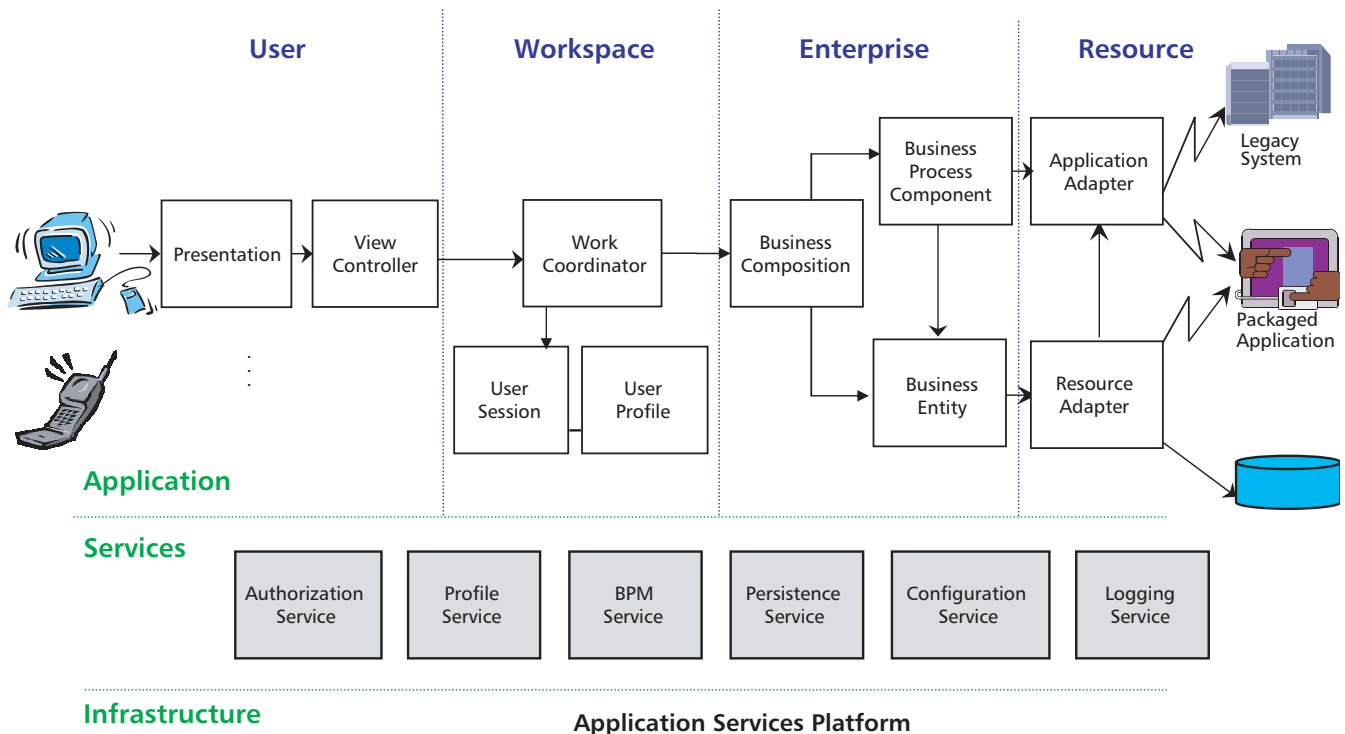 User
Workspace
Enterprise
Resource
Legacy
System
Business
Process
Component
Application
Adapter
Presentation
View
Controller
Work
Coordinator
Business
Composition
Packaged
Application
User
Session
User
Profile
Business
Entity
Resource
Adapter
Application
Services
Authorization
Service
Profile
Service
BPM
Service
Persistence
Service
Configuration
Service
Logging
Service
Infrastructure
Application Services Platform